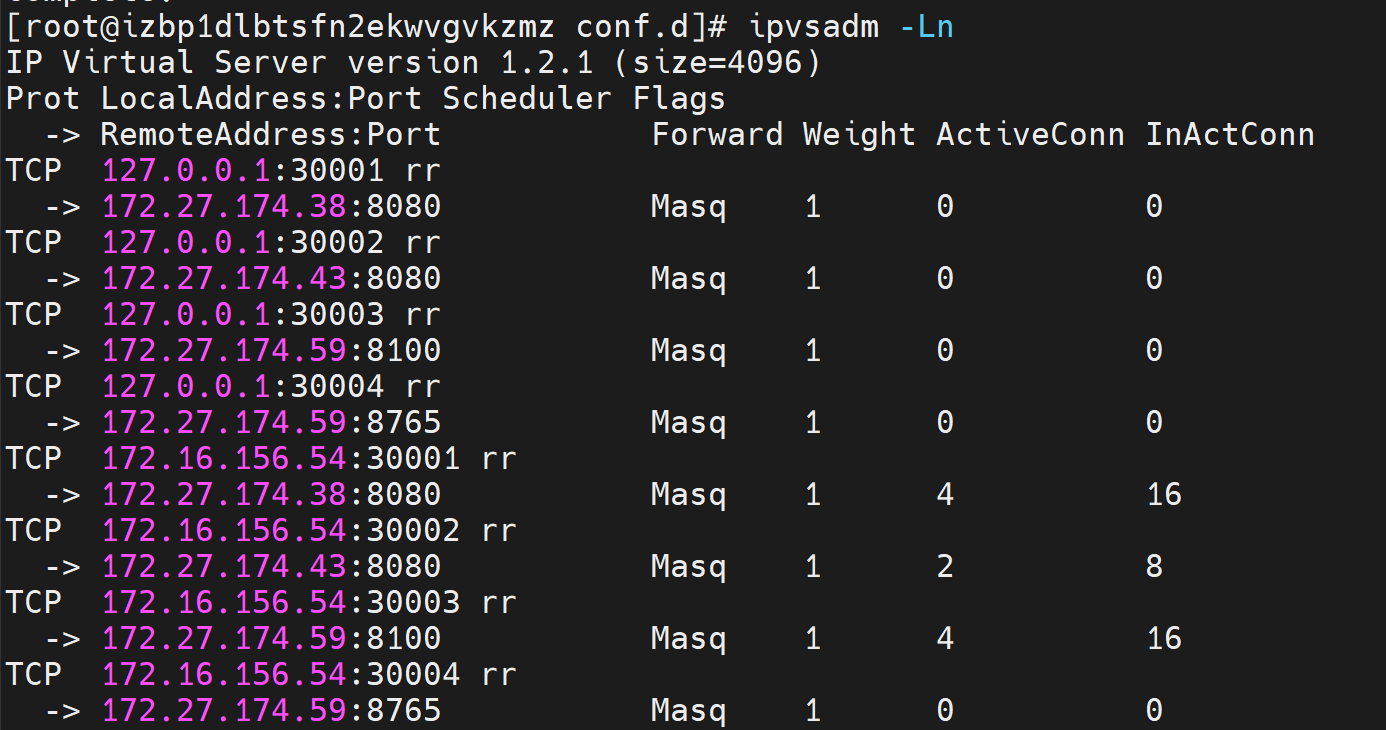 [root@izbp1dlbtsfn2ekwvgvkzmz conf.d]# ipvsadm -Ln
IP Virtual Server version 1.2.1 (size=4096)
Prot LocalAddress:Port Scheduler Flags
  -> RemoteAddress:Port           Forward Weight ActiveConn InActConn
TCP  127.0.0.1:30001 rr
  -> 172.27.174.38:8080           Masq    1      0          0
TCP  127.0.0.1:30002 rr
  -> 172.27.174.43:8080           Masq    1      0          0
TCP  127.0.0.1:30003 rr
  -> 172.27.174.59:8100           Masq    1      0          0
TCP  127.0.0.1:30004 rr
  -> 172.27.174.59:8765           Masq    1      0          0
TCP  172.16.156.54:30001 rr
  -> 172.27.174.38:8080           Masq    1      4          16
TCP  172.16.156.54:30002 rr
  -> 172.27.174.43:8080           Masq    1      2          8
TCP  172.16.156.54:30003 rr
  -> 172.27.174.59:8100           Masq    1      4          16
TCP  172.16.156.54:30004 rr
  -> 172.27.174.59:8765           Masq    1      0          0